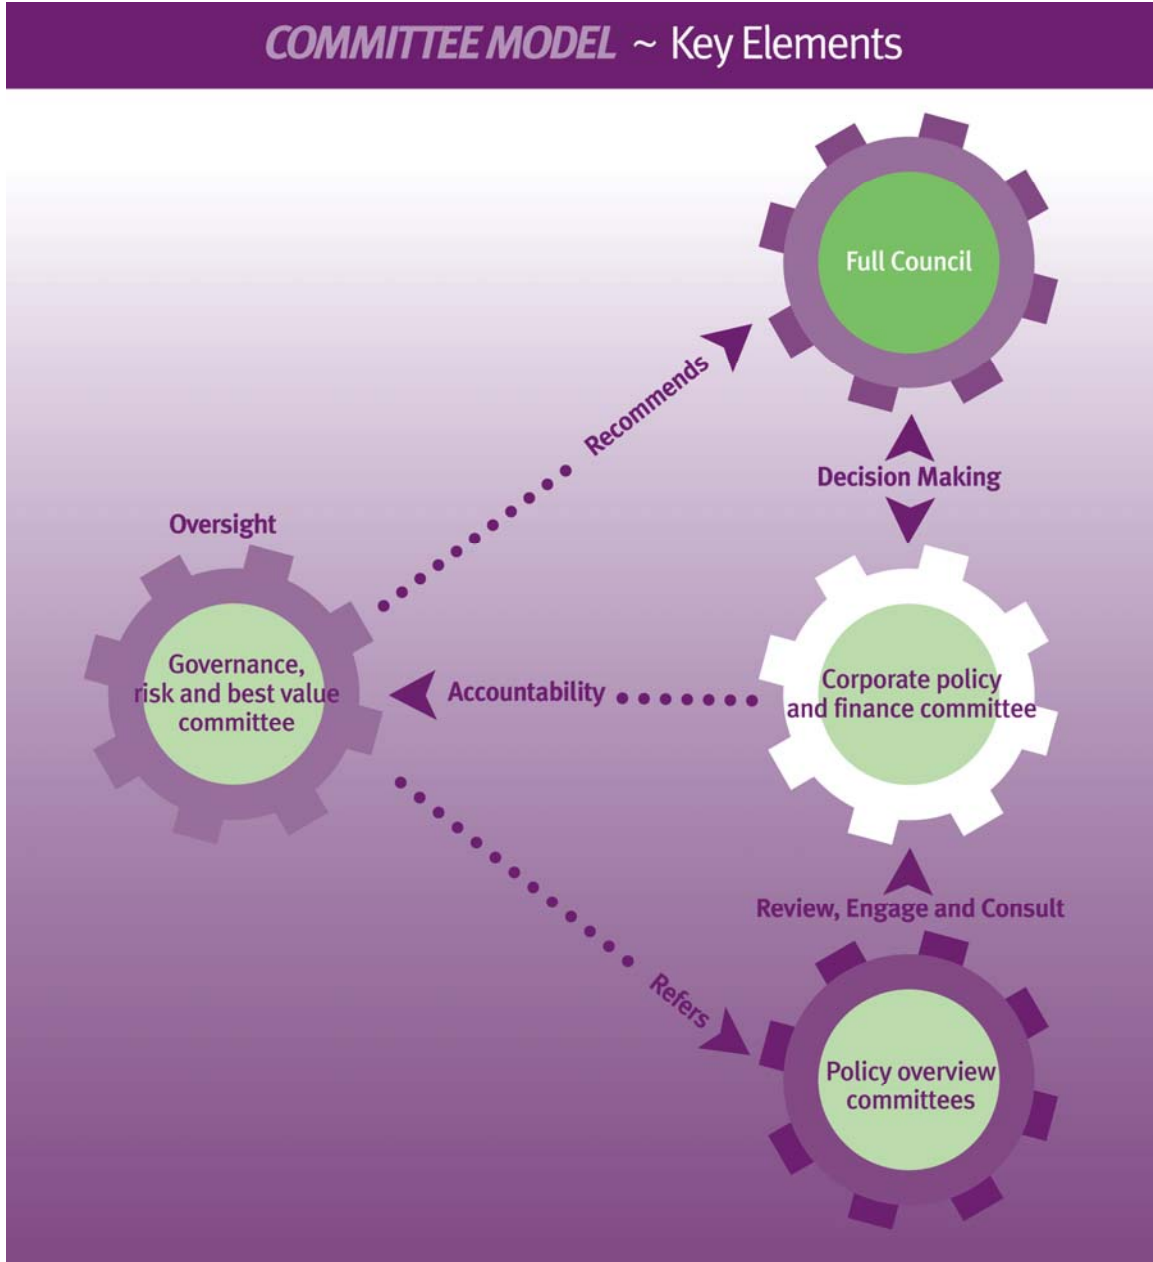 COMMITTEE MODEL ~ Key Elements
Full Council
Recommends
Decision Making
Oversight
Governance,
risk and best value
committee
Accountability
Corporate policy
and finance committee
Review, Engage and Consult
Refers
Policy overview
committees